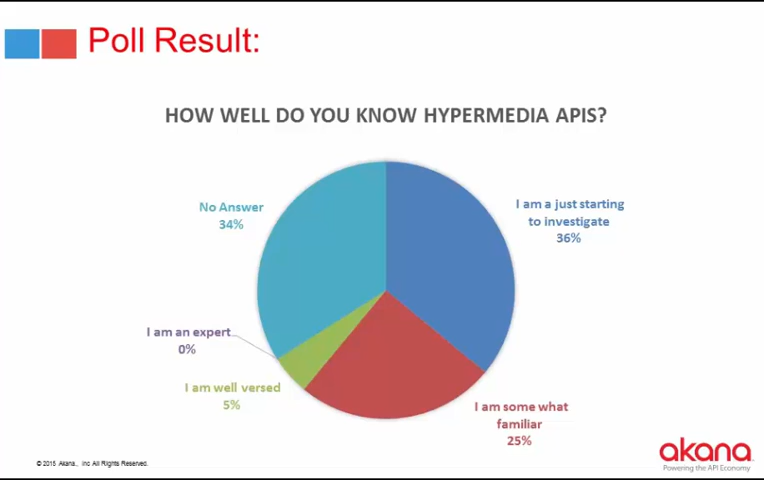 Poll Result:
HOW WELL DO YOU KNOW HYPERMEDIA APIS?
No Answer
34%
I am a just starting
to investigate
36%
I am an expert
0%
I am well versed
5%
I am some what
familiar
25%
© 2015 Akana., Inc All Rights Reserved.
akana
Powering the API Economy